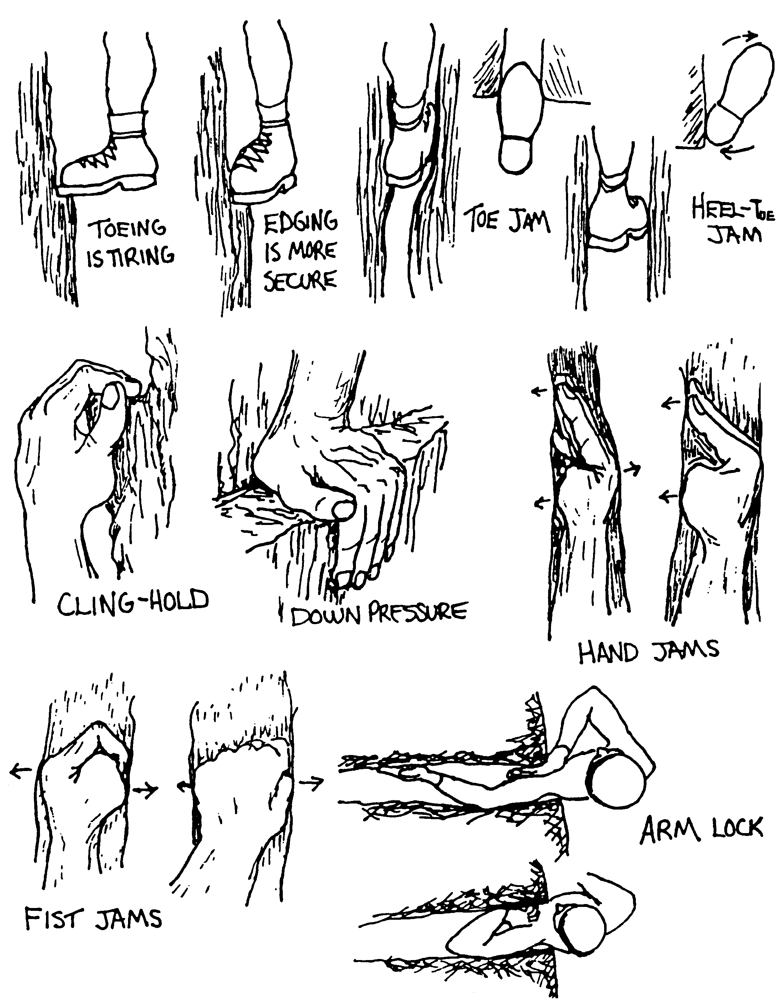 TOEING
IS TIRING
EDGING
IS MORE
SECURE
TOE JAM
HEEL-TOE
JAM
CLING-HOLD
DOWN PRESSURE
HAND JAMS
FIST JAMS
ARM LOCK